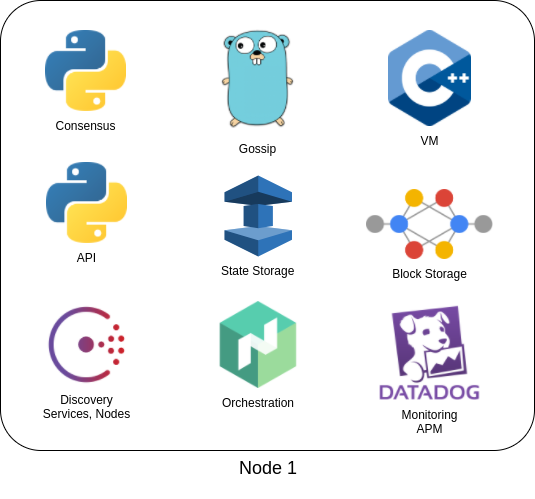 Consensus
Gossip
C++
VM
API
State Storage
Block Storage
Discovery
Services, Nodes
Orchestration
DATADOG
Monitoring
APM
Node 1